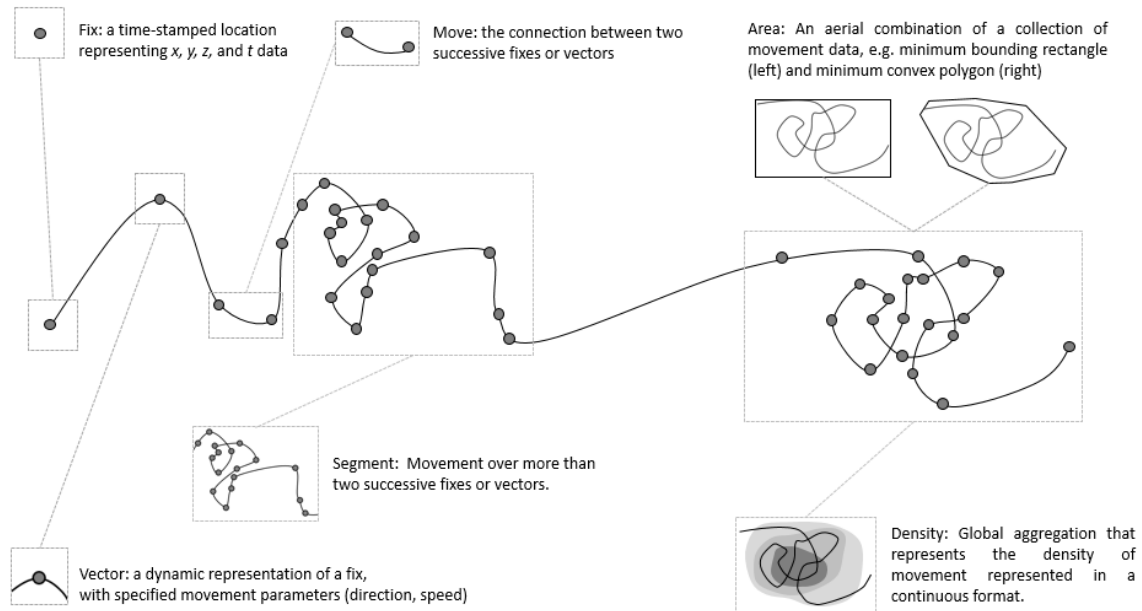 Fix: a time-stamped location
representing x, y, z, and t data
Move: the connection between two
successive fixes or vectors
Area: An aerial combination of a collection of
movement data, e.g. minimum bounding rectangle
(left) and minimum convex polygon (right)
Segment: Movement over more than
two successive fixes or vectors.
Vector: a dynamic representation of a fix,
with specified movement parameters (direction, speed)
Density: Global aggregation that
represents the density of
movement represented in a
continuous format.